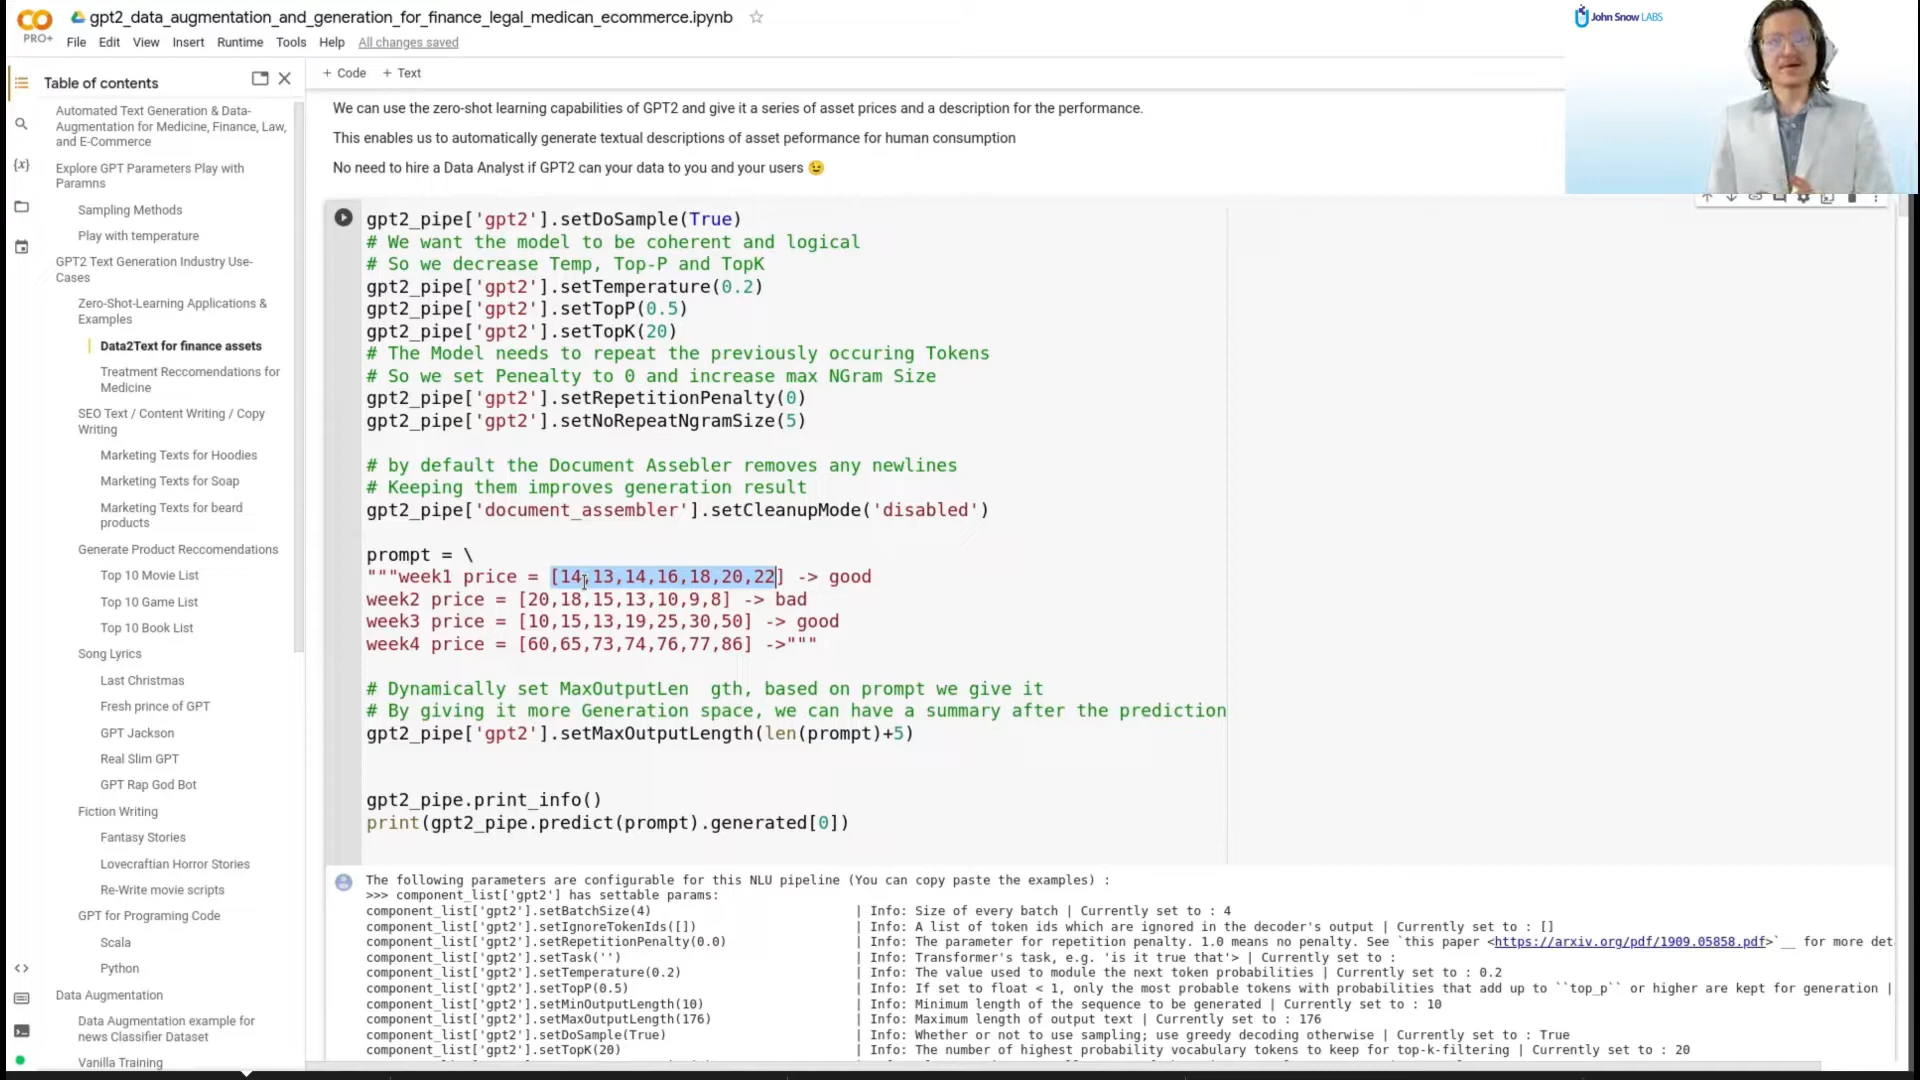 gpt2_data_augmentation_and_generation_for_finance_legal_medican_ecommerce.ipynb
PRO+
File Edit View Insert Runtime Tools Help All changes saved
John Snow LABS
Table of contents
Automated Text Generation & Data-
Augmentation for Medicine, Finance, Law,
and E-Commerce
Explore GPT Parameters Play with
Paramns
Sampling Methods
Play with temperature
GPT2 Text Generation Industry Use-
Cases
Zero-Shot-Learning Applications &
Examples
Data2Text for finance assets
Treatment Reccomendations for
Medicine
SEO Text / Content Writing / Copy
Writing
Marketing Texts for Hoodies
Marketing Texts for Soap
Marketing Texts for beard
products
Generate Product Reccomendations
Top 10 Movie List
Top 10 Game List
Top 10 Book List
Song Lyrics
Last Christmas
Fresh prince of GPT
GPT Jackson
Real Slim GPT
GPT Rap God Bot
Fiction Writing
Fantasy Stories
Lovecraftian Horror Stories
Re-Write movie scripts
GPT for Programing Code
Scala
Python
Data Augmentation
Data Augmentation example for
news Classifier Dataset
Vanilla Training
+ Code + Text
We can use the zero-shot learning capabilities of GPT2 and give it a series of asset prices and a description for the performance.
This enables us to automatically generate textual descriptions of asset peformance for human consumption
No need to hire a Data Analyst if GPT2 can your data to you and your users 😉
gpt2_pipe['gpt2'].setDoSample(True)
# We want the model to be coherent and logical
# So we decrease Temp, Top-P and TopK
gpt2_pipe['gpt2'].setTemperature(0.2)
gpt2_pipe['gpt2'].setTopP(0.5)
gpt2_pipe['gpt2'].setTopK(20)
# The Model needs to repeat the previously occuring Tokens
# So we set Penealty to 0 and increase max NGram Size
gpt2_pipe['gpt2'].setRepetitionPenalty(0)
gpt2_pipe['gpt2'].setNoRepeatNgramSize(5)
# by default the Document Assebler removes any newlines
# Keeping them improves generation result
gpt2_pipe['document_assembler'].setCleanupMode('disabled')
prompt = \
"""week1 price = [14,13,14,16,18,20,22] -> good
week2 price = [20,18,15,13,10,9,8] -> bad
week3 price = [10,15,13,19,25,30,50] -> good
week4 price = [60,65,73,74,76,77,86] ->"""
# Dynamically set MaxOutputLen  gth, based on prompt we give it
# By giving it more Generation space, we can have a summary after the prediction
gpt2_pipe['gpt2'].setMaxOutputLength(len(prompt)+5)
gpt2_pipe.print_info()
print(gpt2_pipe.predict(prompt).generated[0])
The following parameters are configurable for this NLU pipeline (You can copy paste the examples) :
>>> component_list['gpt2'] has settable params:
component_list['gpt2'].setBatchSize(4) | Info: Size of every batch | Currently set to : 4
component_list['gpt2'].setIgnoreTokenIds([]) | Info: A list of token ids which are ignored in the decoder's output | Currently set to : []
component_list['gpt2'].setRepetitionPenalty(0.0) | Info: The parameter for repetition penalty. 1.0 means no penalty. See `this paper <https://arxiv.org/pdf/1909.05858.pdf>`__ for more det
component_list['gpt2'].setTask('') | Info: Transformer's task, e.g. 'is it true that'> | Currently set to :
component_list['gpt2'].setTemperature(0.2) | Info: The value used to module the next token probabilities | Currently set to : 0.2
component_list['gpt2'].setTopP(0.5) | Info: If set to float < 1, only the most probable tokens with probabilities that add up to ``top_p`` or higher are kept for generation |
component_list['gpt2'].setMinOutputLength(10) | Info: Minimum length of the sequence to be generated | Currently set to : 10
component_list['gpt2'].setMaxOutputLength(176) | Info: Maximum length of output text | Currently set to : 176
component_list['gpt2'].setDoSample(True) | Info: Whether or not to use sampling; use greedy decoding otherwise | Currently set to : True
component_list['gpt2'].setTopK(20) | Info: The number of highest probability vocabulary tokens to keep for top-k-filtering | Currently set to : 20